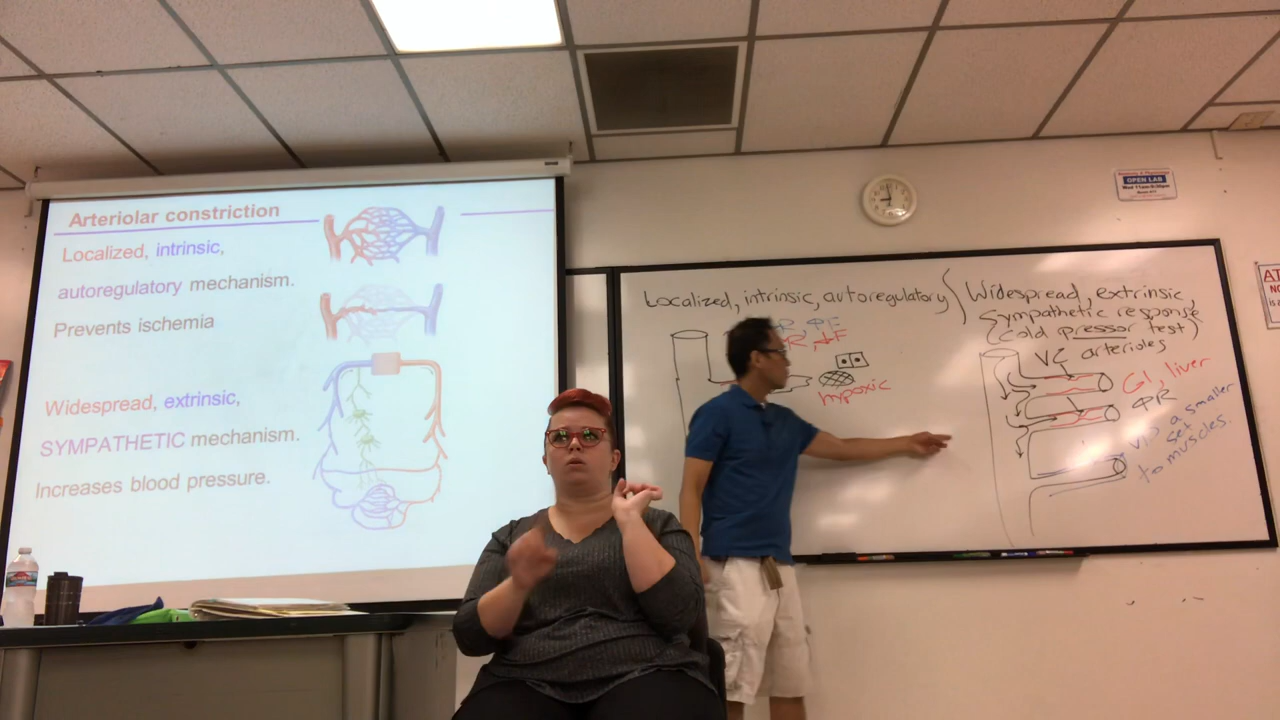 Arteriolar constriction
Localized, intrinsic,
autoregulatory mechanism.
Prevents ischemia
Widespread, extrinsic,
SYMPATHETIC mechanism.
Increases blood pressure.
Localized, intrinsic, autoregulatory
R, ↑F
R, ↓F
hypoxic
Widespread, extrinsic,
Sympathetic response
(cold pressor test)
VC arterioles
GI, liver
↑R
VD a smaller
set
to muscles.
OPEN LAB